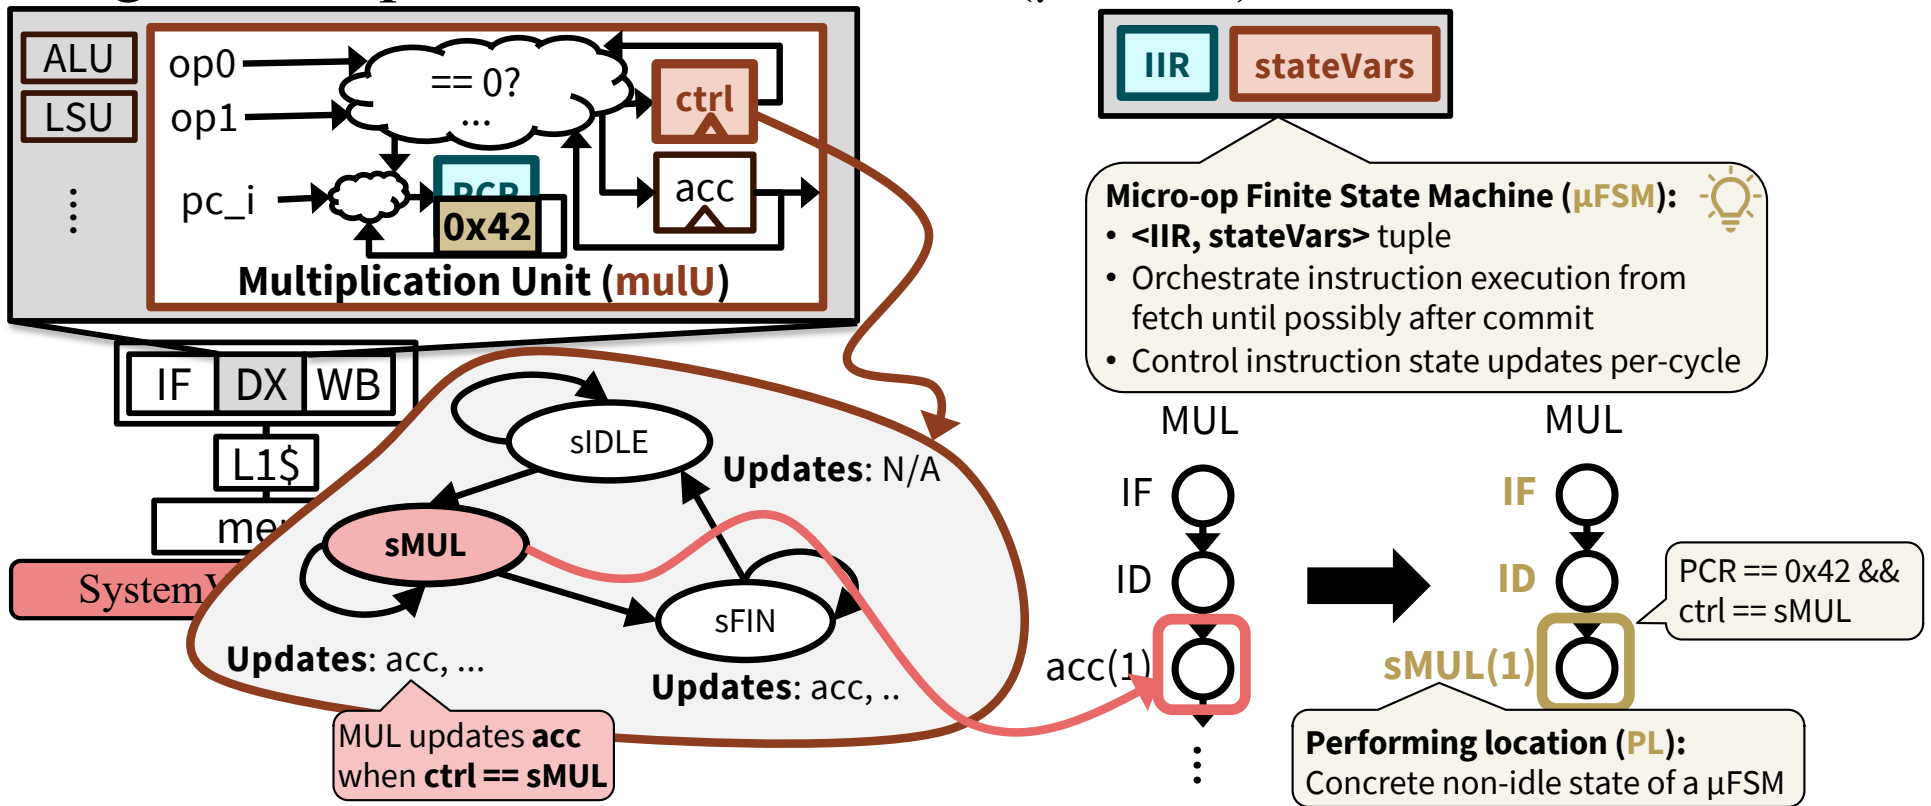 ALU
LSU
⋮
op0
op1
pc_i
== 0?
...
ctrl
acc
0x42
Multiplication Unit (mulU)
IF DX WB
L1$
SystemV
sIDLE
Updates: N/A
sMUL
sFIN
Updates: acc, ...
Updates: acc, ..
MUL updates acc
when ctrl == sMUL
IIR stateVars
Micro-op Finite State Machine (µFSM):
• <IIR, stateVars> tuple
• Orchestrate instruction execution from
fetch until possibly after commit
• Control instruction state updates per-cycle
MUL
IF
ID
acc(1)
⋮
MUL
IF
ID
sMUL(1)
PCR == 0x42 &&
ctrl == sMUL
Performing location (PL):
Concrete non-idle state of a µFSM